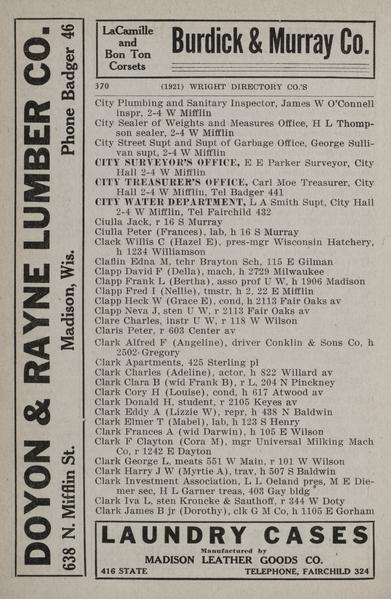 DOYON & RAYNE LUMBER CO.
638 N. Mifflin St. Madison, Wis. Phone Badger 46
LaCamille
and
Bon Ton
Corsets
Burdick & Murray Co.
370 (1921) WRIGHT DIRECTORY CO.'S
City Plumbing and Sanitary Inspector, James W O'Connell
inspr, 2-4 W Mifflin
City Sealer of Weights and Measures Office, H L Thomp-
son sealer, 2-4 W Mifflin
City Street Supt and Supt of Garbage Office, George Sulli-
van supt, 2-4 W Mifflin
CITY SURVEYOR'S OFFICE, E E Parker Surveyor, City
Hall 2-4 W Mifflin
CITY TREASURER'S OFFICE, Carl Moe Treasurer, City
Hall 2-4 W Mifflin, Tel Badger 441
CITY WATER DEPARTMENT, L A Smith Supt, City Hall
2-4 W Mifflin, Tel Fairchild 432
Ciulla Jack, r 16 S Murray
Ciulla Peter (Frances), lab, h 16 S Murray
Clack Willis C (Hazel E), pres-mgr Wisconsin Hatchery,
h 1234 Williamson
Claflin Edna M, tchr Brayton Sch, 115 E Gilman
Clapp David F (Della), mach, h 2729 Milwaukee
Clapp Frank L (Bertha), asso prof U W, h 1906 Madison
Clapp Fred I (Nellie), tmstr, h 2, 22 E Mifflin
Clapp Heck W (Grace E), cond, h 2113 Fair Oaks av
Clapp Neva J, sten U W, r 2113 Fair Oaks av
Clare Charles, instr U W, r 118 W Wilson
Claris Peter, r 603 Center av
Clark Alfred F (Angeline), driver Conklin & Sons Co, h
2502 Gregory
Clark Apartments, 425 Sterling pl
Clark Charles (Adeline), actor, h 822 Willard av
Clark Clara B (wid Frank B), r L, 204 N Pinckney
Clark Cory H (Louise), cond, h 617 Atwood av
Clark Donald H, student, r 2105 Keyes av
Clark Eddy A (Lizzie W), repr, h 438 N Baldwin
Clark Elmer T (Mabel), lab, h 123 S Henry
Clark Frances A (wid Darwin), h 105 E Wilson
Clark F Clayton (Cora M), mgr Universal Milking Mach
Co, r 1242 E Dayton
Clark George L, meats 551 W Main, r 101 W Wilson
Clark Harry J W (Myrtie A), trav, h 507 S Baldwin
Clark Investment Association, L L Oeland pres, M E Die-
mer sec, H L Garner treas, 403 Gay bldg
Clark Iva L, sten Kroncke & Sauthoff, r 344 W Doty
Clark James B jr (Dorothy), clk G M Co, h 1105 E Gorham
LAUNDRY CASES
Manufactured by
MADISON LEATHER GOODS CO.
416 STATE TELEPHONE, FAIRCHILD 324